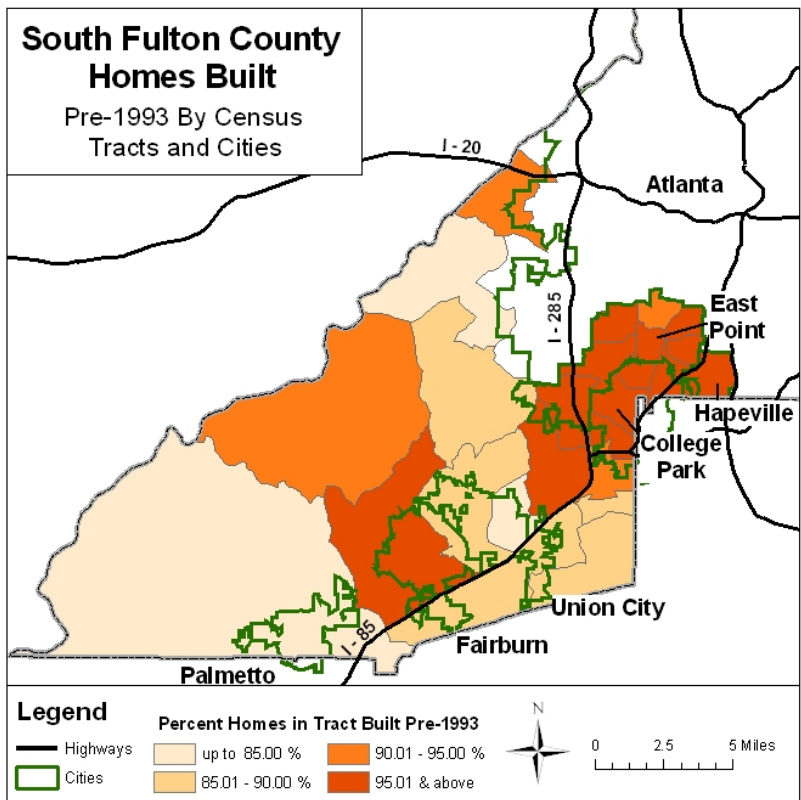 South Fulton County
Homes Built
Pre-1993 By Census
Tracts and Cities
I - 20
Atlanta
I - 285
East
Point
Hapeville
College
Park
Union City
Fairburn
I - 85
Palmetto
Legend
Highways
Cities
Percent Homes in Tract Built Pre-1993
up to 85.00 %
85.01 - 90.00 %
90.01 - 95.00 %
95.01 & above
N
0 2.5 5 Miles